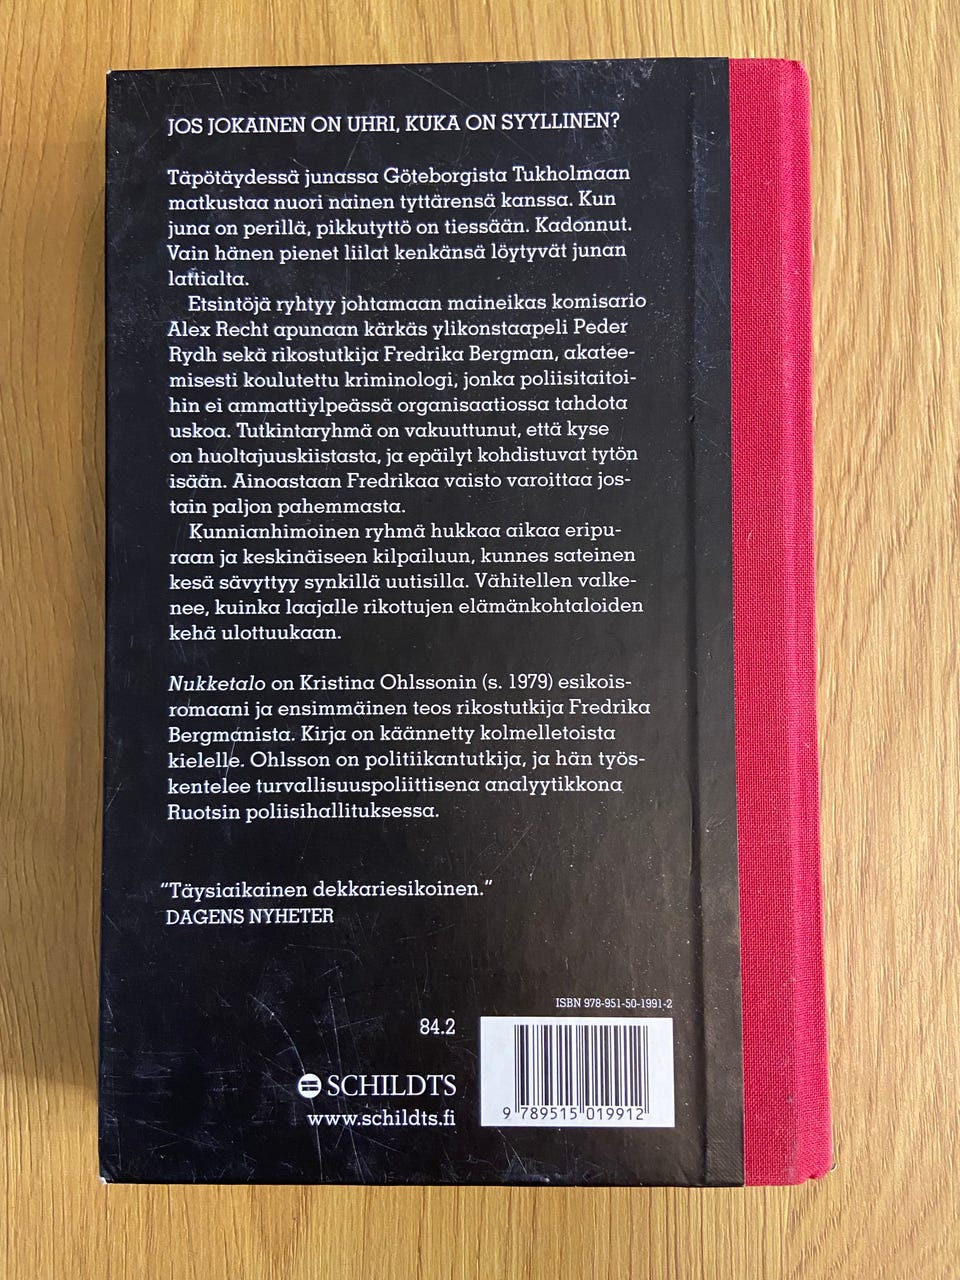 JOS JOKAINEN ON UHRI, KUKA ON SYYLLINEN?
Täpötäydessä junassa Göteborgista Tukholmaan
matkustaa nuori nainen tyttärensä kanssa. Kun
juna on perillä, pikkutyttö on tiessään. Kadonnut.
Vain hänen pienet liilat kenkänsä löytyvät junan
lattialta.
Etsintöjä ryhtyy johtamaan maineikas komisario
Alex Recht apunaan kärkäs ylikonstaapeli Peder
Rydh sekä rikostutkija Fredrika Bergman, akatee-
misesti koulutettu kriminologi, jonka poliisitaitoi-
hin ei ammattiylpeässä organisaatiossa tahdota
uskoa. Tutkintaryhmä on vakuuttunut, että kyse
on huoltajuuskiistasta, ja epäilyt kohdistuvat tytön
isään. Ainoastaan Fredrikaa vaisto varoittaa jos-
tain paljon pahemmasta.
Kunnianhimoinen ryhmä hukkaa aikaa eripu-
raan ja keskinäiseen kilpailuun, kunnes sateinen
kesä sävyttyy synkillä uutisilla. Vähitellen valke-
nee, kuinka laajalle rikottujen elämänkohtaloiden
kehä ulottuukaan.
Nukketalo on Kristina Ohlssonin (s. 1979) esikois-
romaani ja ensimmäinen teos rikostutkija Fredrika
Bergmanista. Kirja on käännetty kolmelletoista
kielelle. Ohlsson on politiikantutkija, ja hän työs-
kentelee turvallisuuspoliittisena analyytikkona
Ruotsin poliisihallituksessa.
"Täysiaikainen dekkariesikoinen."
DAGENS NYHETER
ISBN 978-951-50-1991-2
84.2
SCHILDTS
www.schildts.fi
9 789515 019912